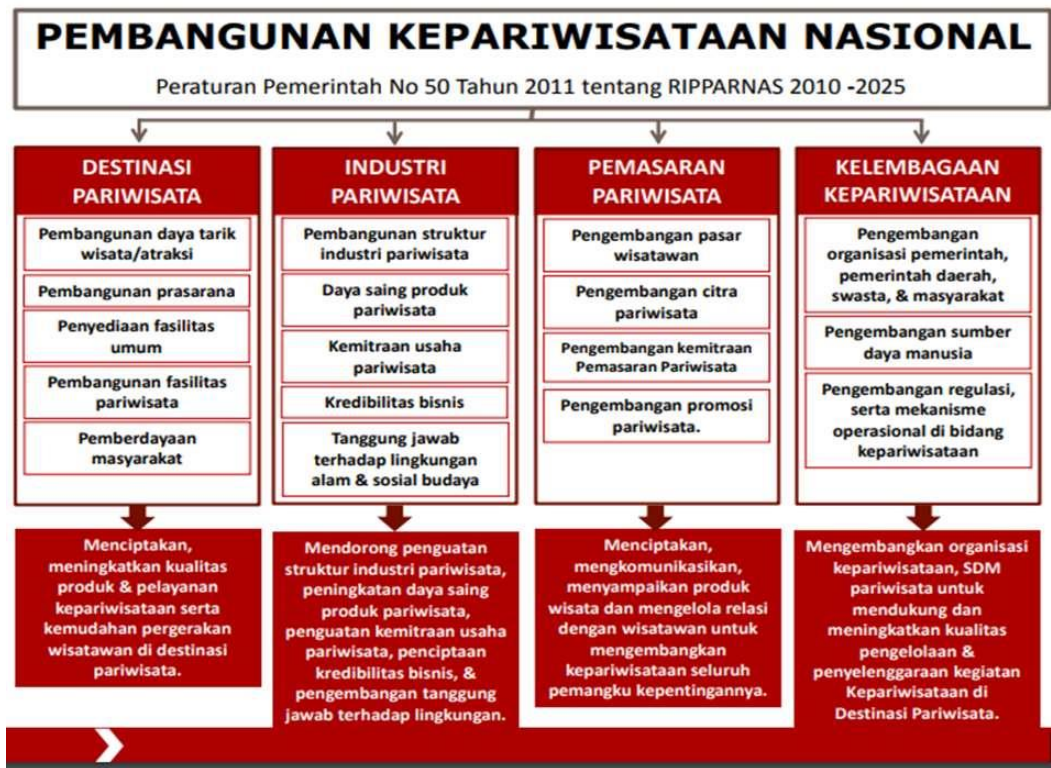 PEMBANGUNAN KEPARIWISATAAN NASIONAL
Peraturan Pemerintah No 50 Tahun 2011 tentang RIPPARNAS 2010 -2025
DESTINASI
PARIWISATA
Pembangunan daya tarik
wisata/atraksi
Pembangunan prasarana
Penyediaan fasilitas
umum
Pembangunan fasilitas
pariwisata
Pemberdayaan
masyarakat
Menciptakan,
meningkatkan kualitas
produk & pelayanan
kepariwisataan serta
kemudahan pergerakan
wisatawan di destinasi
pariwisata.
INDUSTRI
PARIWISATA
Pembangunan struktur
industri pariwisata
Daya saing produk
pariwisata
Kemitraan usaha
pariwisata
Kredibilitas bisnis
Tanggung jawab
terhadap lingkungan
alam & sosial budaya
Mendorong penguatan
struktur industri pariwisata,
peningkatan daya saing
produk pariwisata,
penguatan kemitraan usaha
pariwisata, penciptaan
kredibilitas bisnis, &
pengembangan tanggung
jawab terhadap lingkungan.
PEMASARAN
PARIWISATA
Pengembangan pasar
wisatawan
Pengembangan citra
pariwisata
Pengembangan kemitraan
Pemasaran Pariwisata
Pengembangan promosi
pariwisata.
Menciptakan,
mengkomunikasikan,
menyampaikan produk
wisata dan mengelola relasi
dengan wisatawan untuk
mengembangkan
kepariwisataan seluruh
pemangku kepentingannya.
KELEMBAGAAN
KEPARIWISATAAN
Pengembangan
organisasi pemerintah,
pemerintah daerah,
swasta, & masyarakat
Pengembangan sumber
daya manusia
Pengembangan regulasi,
serta mekanisme
operasional di bidang
kepariwisataan
Mengembangkan organisasi
kepariwisataan, SDM
pariwisata untuk
mendukung dan
meningkatkan kualitas
pengelolaan &
penyelenggaraan kegiatan
Kepariwisataan di
Destinasi Pariwisata.